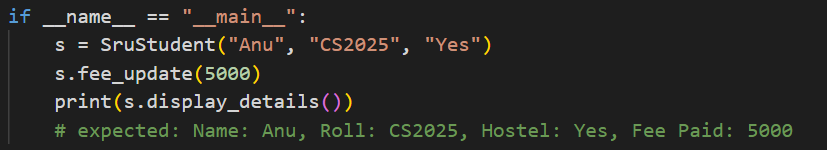 if __name__ == "__main__":
    s = SruStudent("Anu", "CS2025", "Yes")
    s.fee_update(5000)
    print(s.display_details())
    # expected: Name: Anu, Roll: CS2025, Hostel: Yes, Fee Paid: 5000